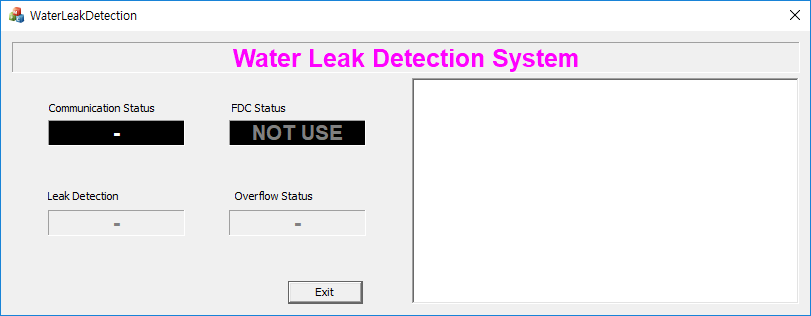 WaterLeakDetection
Water Leak Detection System
Communication Status
FDC Status
-
NOT USE
Leak Detection
Overflow Status
-
-
Exit